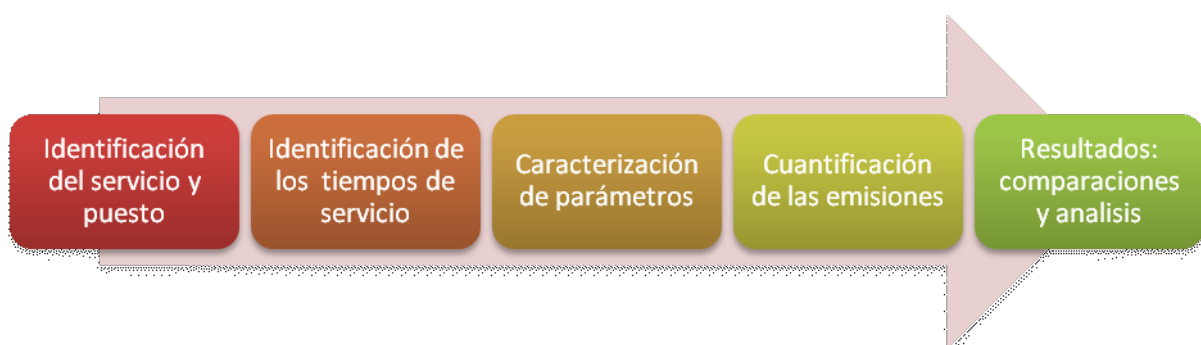 Identificación
del servicio y
puesto
Identificación de
los tiempos de
servicio
Caracterización
de parámetros
Cuantificación
de las emisiones
Resultados:
comparaciones
y analisis